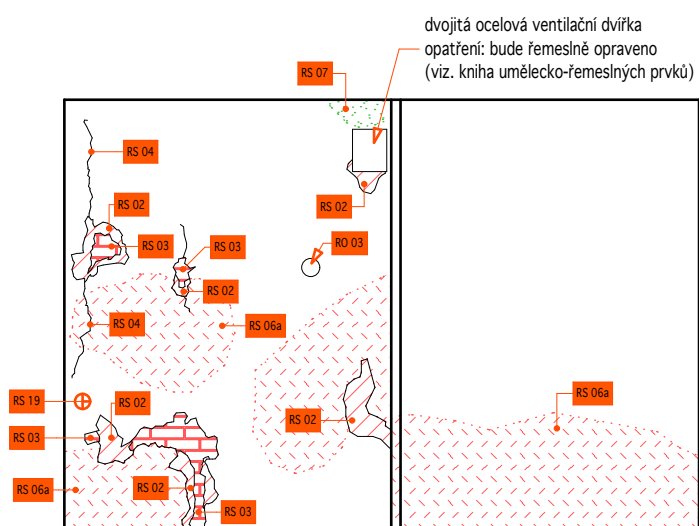 dvojitá ocelová ventilační dvířka
opatření: bude řemeslně opraveno
(viz. kniha umělecko-řemeslných prvků)
RS 07
RS 04
RS 02
RS 02
RS 03
RS 03
RO 03
RS 02
RS 04
RS 06a
RS 19
RS 02
RS 06a
RS 03
RS 02
RS 06a
RS 02
RS 03